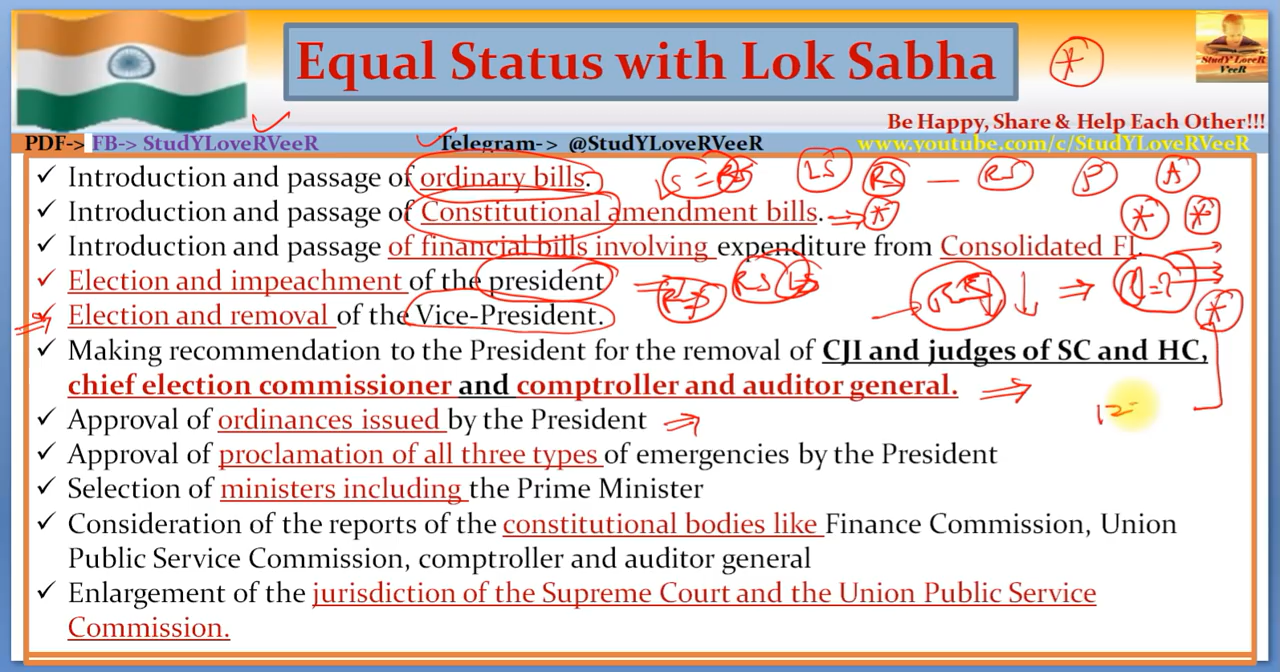 Equal Status with Lok Sabha
StudY LoveR
VeeR
Be Happy, Share & Help Each Other!!!
PDF-> FB-> StudYLoveRVeeR Telegram-> @StudYLoveRVeeR www.youtube.com/c/StudYLoveRVeeR
✓ Introduction and passage of ordinary bills. LS = RS LS RS — RS P A
✓ Introduction and passage of Constitutional amendment bills.
✓ Introduction and passage of financial bills involving expenditure from Consolidated FI.
✓ Election and impeachment of the president RS LS
✓ Election and removal of the Vice-President.
✓ Making recommendation to the President for the removal of CJI and judges of SC and HC,
chief election commissioner and comptroller and auditor general.
✓ Approval of ordinances issued by the President
✓ Approval of proclamation of all three types of emergencies by the President
✓ Selection of ministers including the Prime Minister
✓ Consideration of the reports of the constitutional bodies like Finance Commission, Union
Public Service Commission, comptroller and auditor general
✓ Enlargement of the jurisdiction of the Supreme Court and the Union Public Service
Commission.